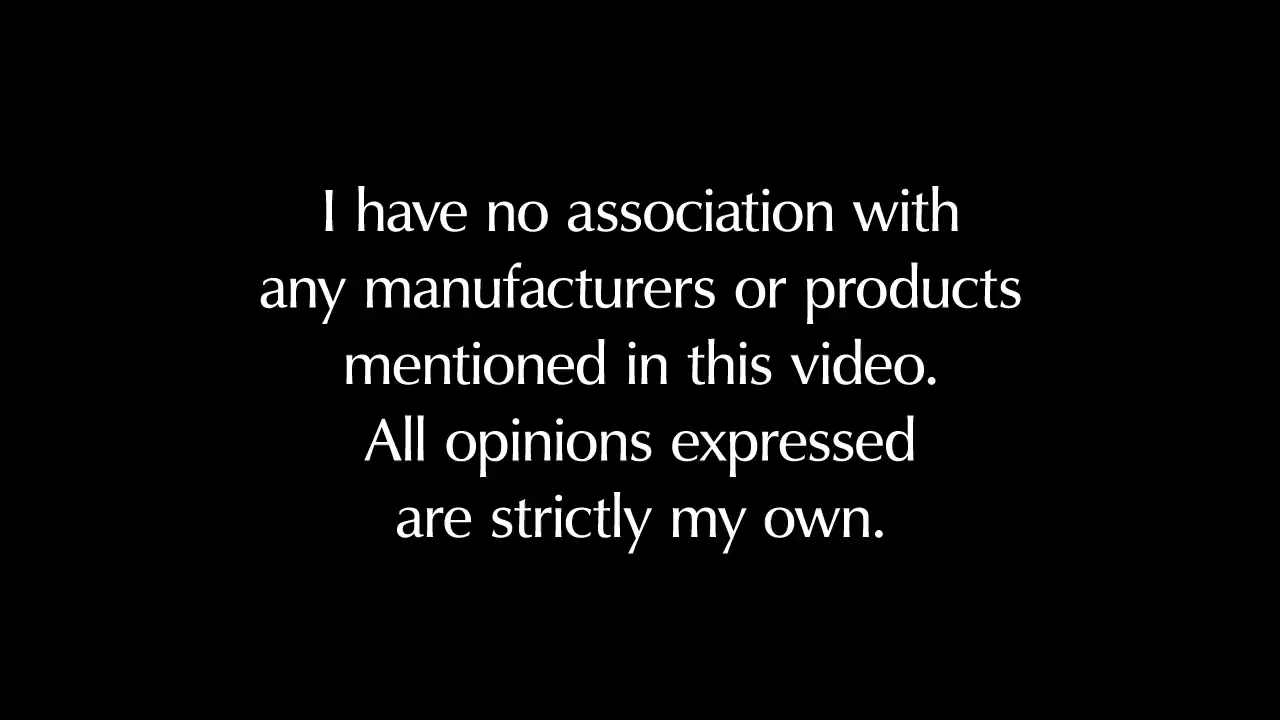 I have no association with
any manufacturers or products
mentioned in this video.
All opinions expressed
are strictly my own.